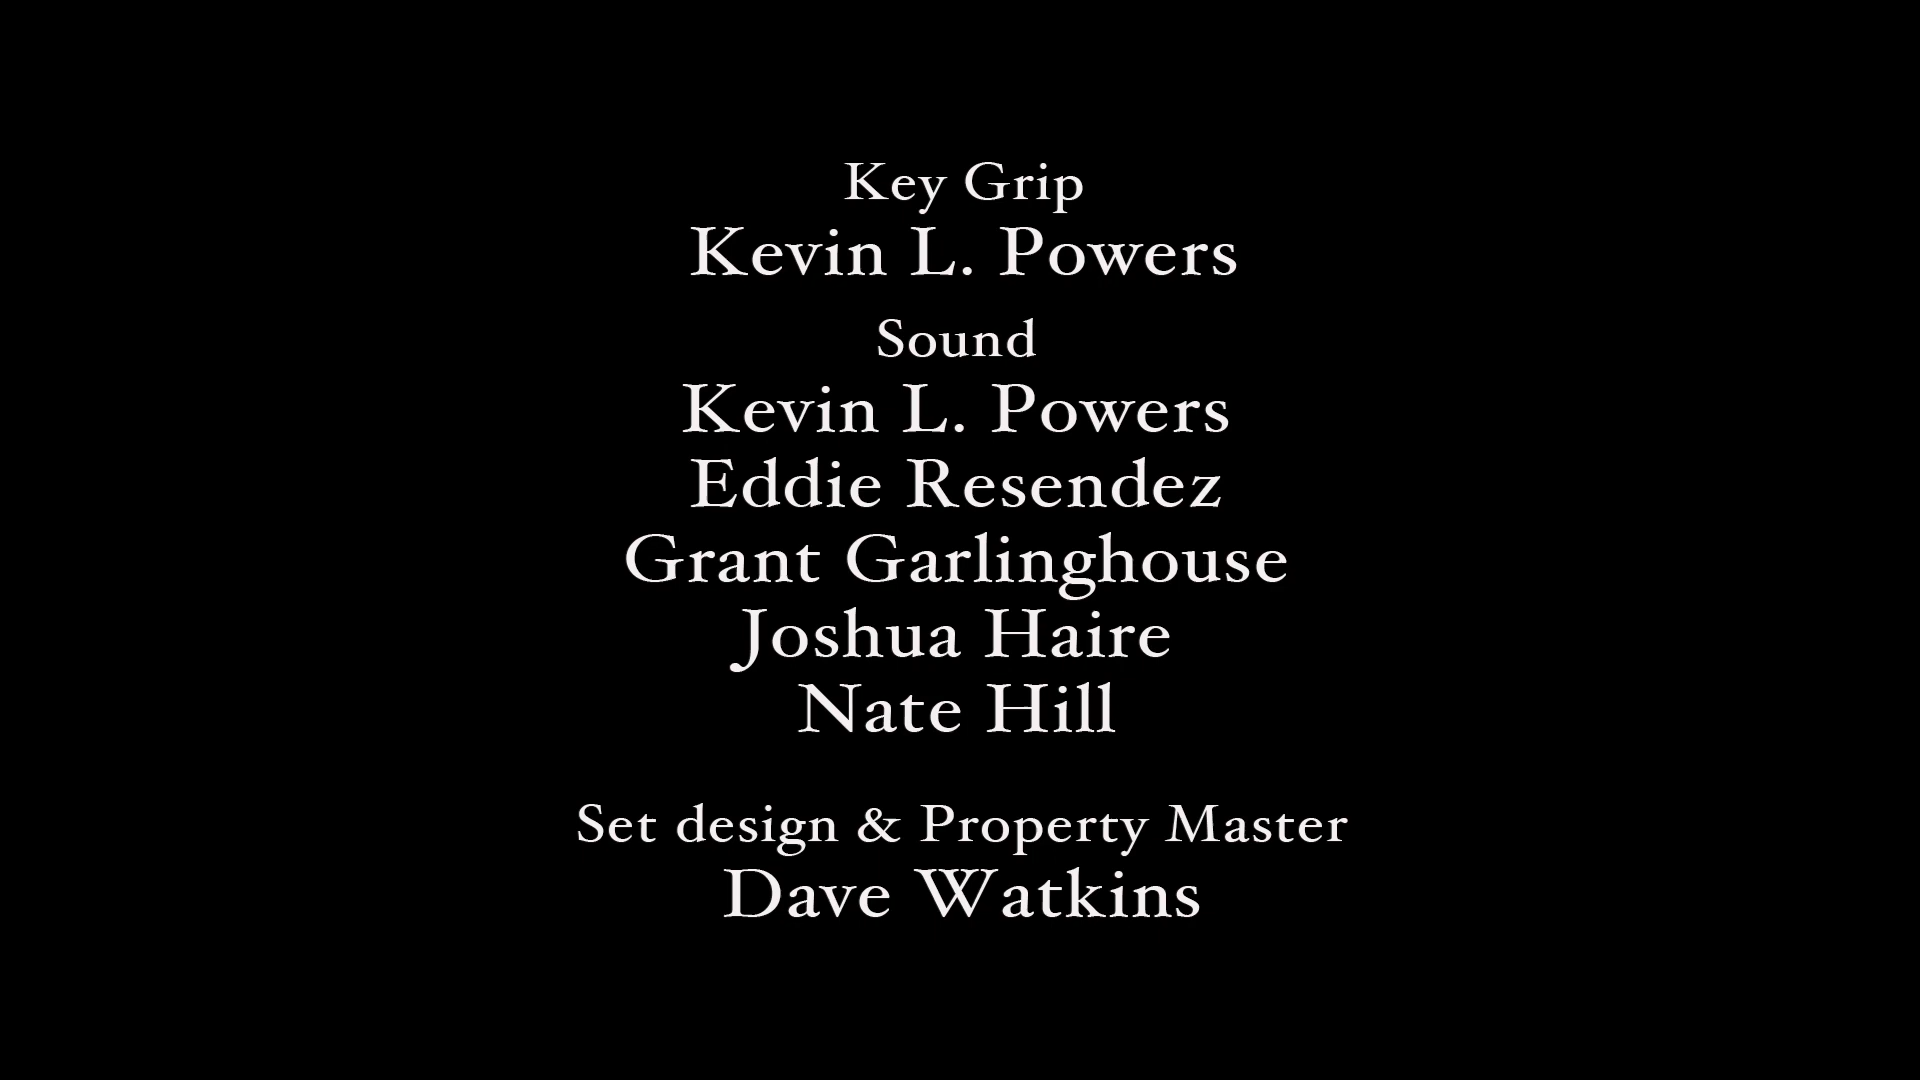 Key Grip
Kevin L. Powers
Sound
Kevin L. Powers
Eddie Resendez
Grant Garlinghouse
Joshua Haire
Nate Hill
Set design & Property Master
Dave Watkins